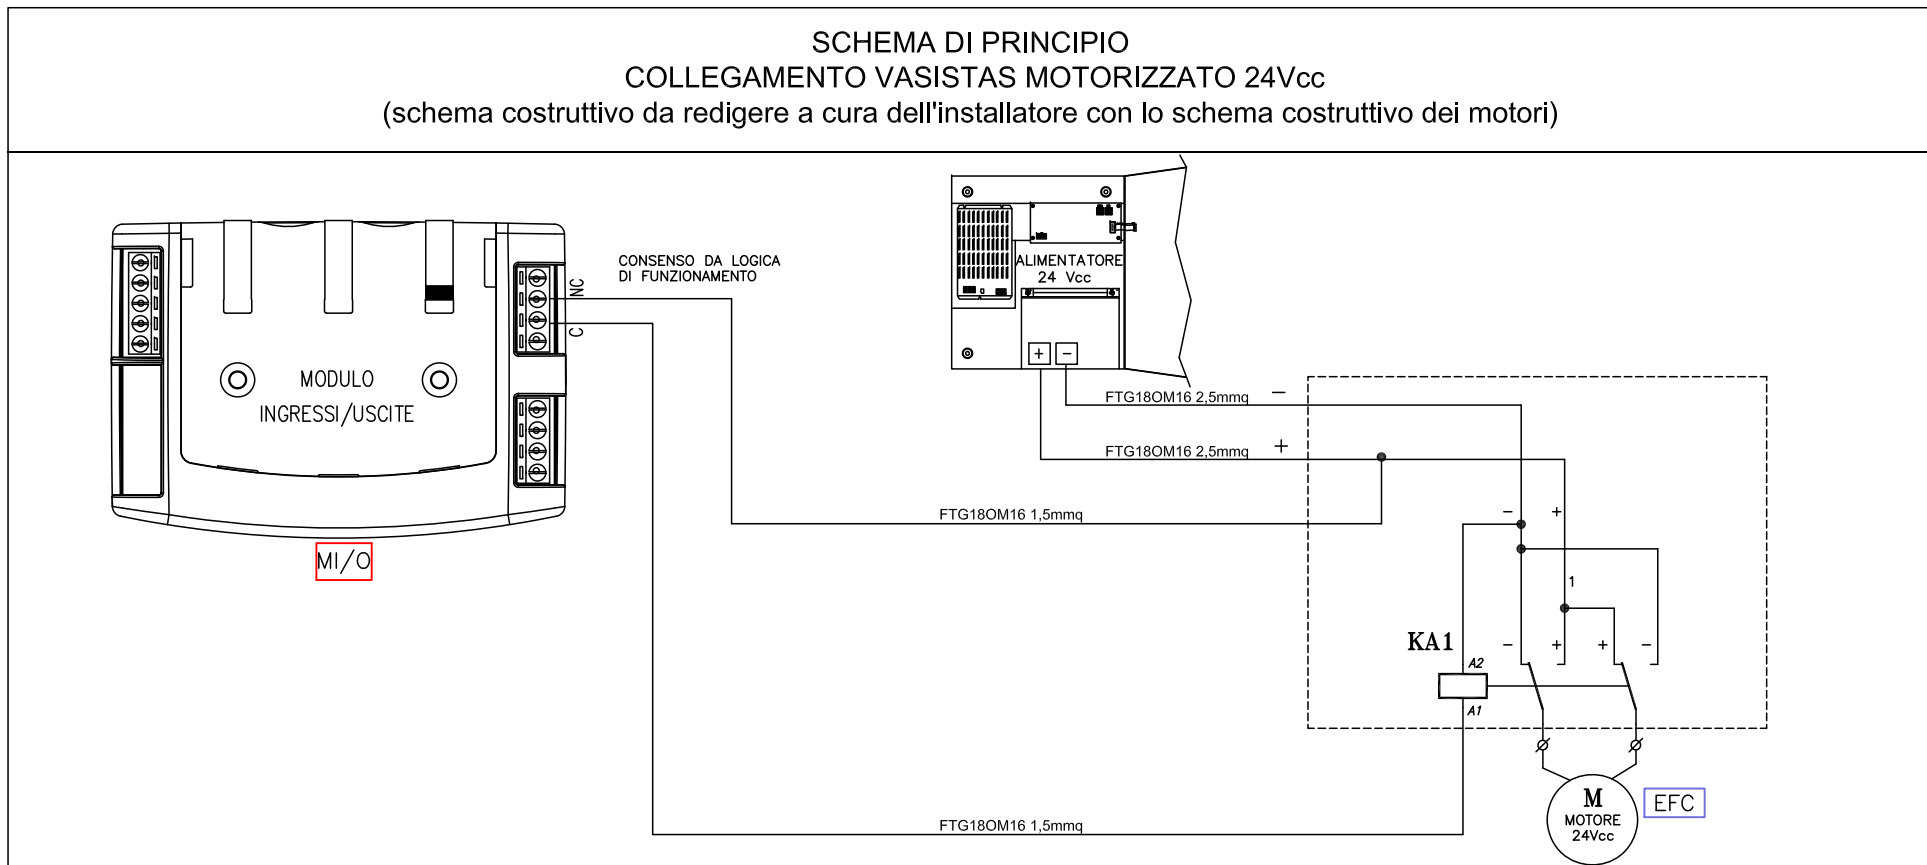 SCHEMA DI PRINCIPIO
COLLEGAMENTO VASISTAS MOTORIZZATO 24Vcc
(schema costruttivo da redigere a cura dell'installatore con lo schema costruttivo dei motori)
CONSENSO DA LOGICA
DI FUNZIONAMENTO
NC
C
MODULO
INGRESSI/USCITE
MI/O
ALIMENTATORE
24 Vcc
+ −
FTG18OM16 2,5mmq −
FTG18OM16 2,5mmq +
FTG18OM16 1,5mmq
− +
1
KA1
− + + −
A2
A1
M
MOTORE
24Vcc
EFC
FTG18OM16 1,5mmq